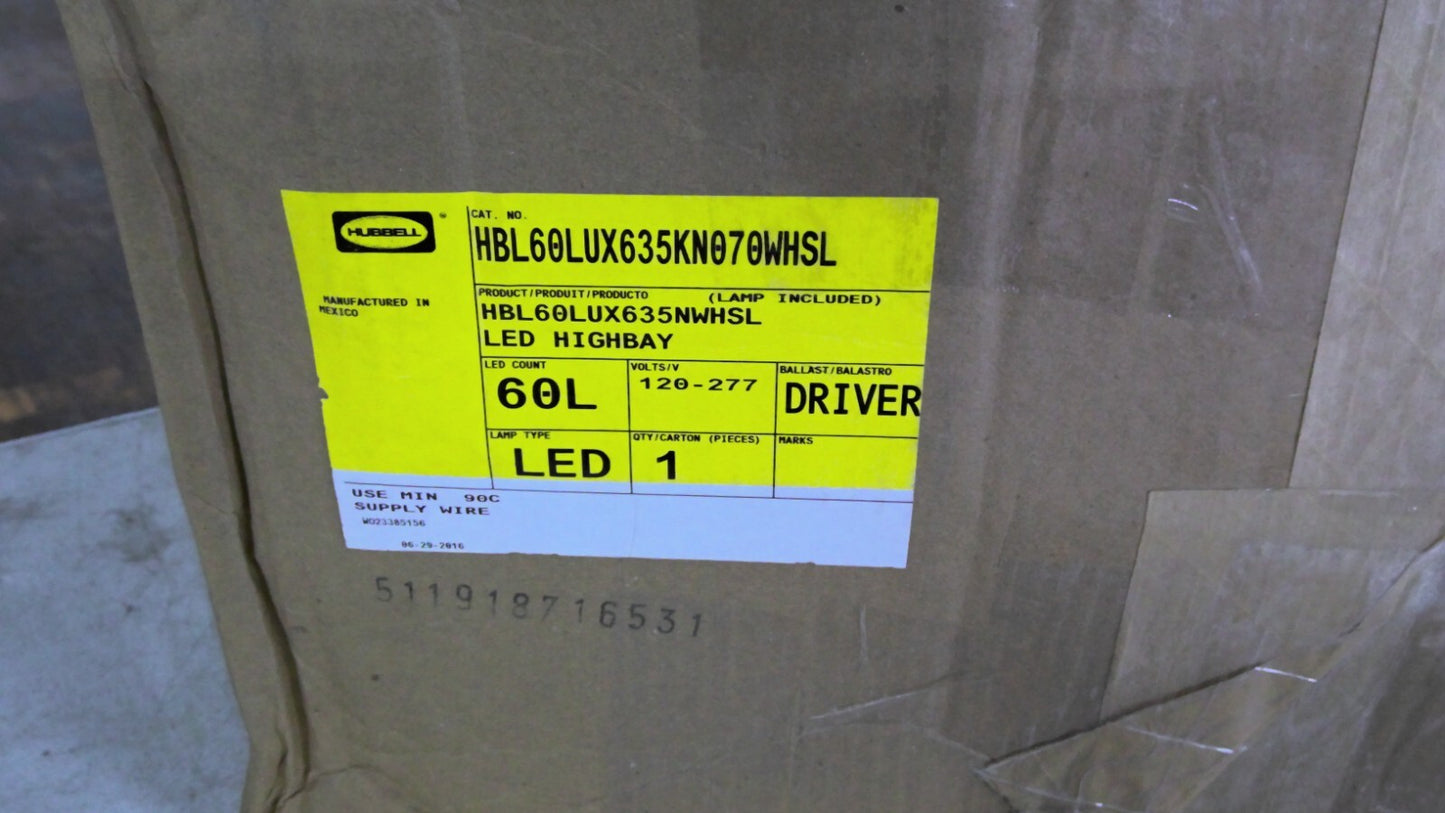 HUBBELL ®
MANUFACTURED IN
MEXICO
CAT. NO.
HBL60LUX635KN070WHSL
PRODUCT/PRODUIT/PRODUCTO (LAMP INCLUDED)
HBL60LUX635NWHSL
LED HIGHBAY
LED COUNT
60L
VOLTS/V
120-277
BALLAST/BALASTRO
DRIVER
LAMP TYPE
LED
QTY/CARTON (PIECES)
1
MARKS
USE MIN 90C
SUPPLY WIRE
WO23385156
06-29-2016
511918716531